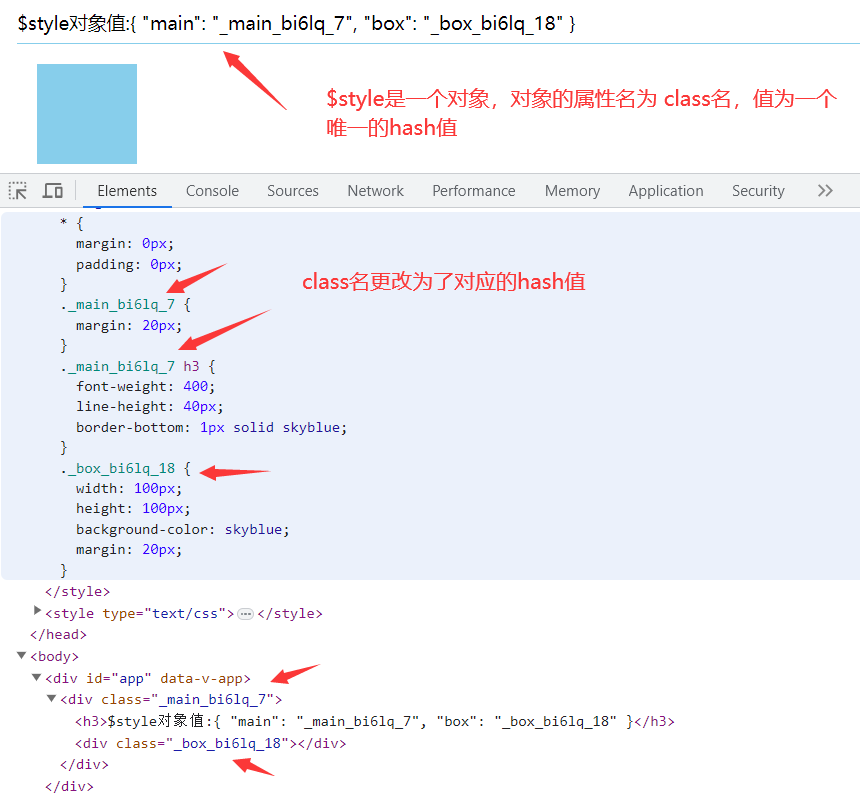 $style对象值:{ "main": "_main_bi6lq_7", "box": "_box_bi6lq_18" }
$style是一个对象，对象的属性名为 class名，值为一个
唯一的hash值
Elements Console Sources Network Performance Memory Application Security
* {
margin: 0px;
padding: 0px;
}
class名更改为了对应的hash值
._main_bi6lq_7 {
margin: 20px;
}
._main_bi6lq_7 h3 {
font-weight: 400;
line-height: 40px;
border-bottom: 1px solid skyblue;
}
._box_bi6lq_18 {
width: 100px;
height: 100px;
background-color: skyblue;
margin: 20px;
}
</style>
<style type="text/css"> ⋯ </style>
</head>
<body>
<div id="app" data-v-app>
<div class="_main_bi6lq_7">
<h3>$style对象值:{ "main": "_main_bi6lq_7", "box": "_box_bi6lq_18" }</h3>
<div class="_box_bi6lq_18"></div>
</div>
</div>